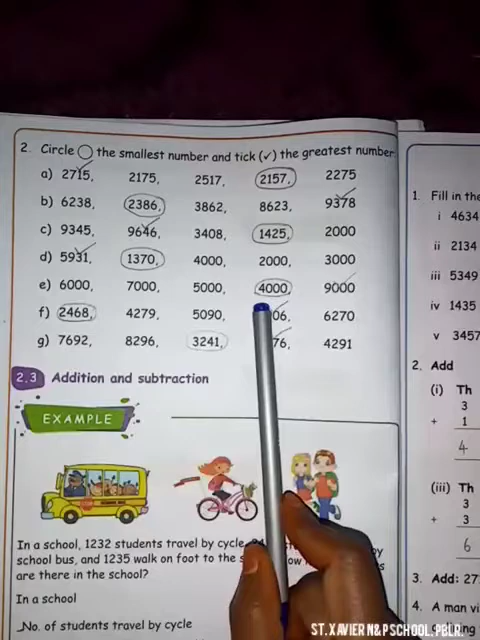 2. Circle the smallest number and tick (✓) the greatest number
a) 2715, 2175, 2517, 2157, 2275
b) 6238, 2386, 3862, 8623, 9378
c) 9345, 9646, 3408, 1425, 2000
d) 5931, 1370, 4000, 2000, 3000
e) 6000, 7000, 5000, 4000, 9000
f) 2468, 4279, 5090, 06, 6270
g) 7692, 8296, 3241, 76, 4291
2.3 Addition and subtraction
EXAMPLE
In a school, 1232 students travel by cycle, by
school bus, and 1235 walk on foot to the
are there in the school?
In a school
No. of students travel by cycle
1. Fill in the
i 4634
ii 2134
iii 5349
iv 1435
v 3457
2. Add
(i) Th
3
+ 1
4
(iii) Th
3
+ 3
6
3. Add: 27
4. A man
ST.XAVIER N&P SCHOOL, PBLR.